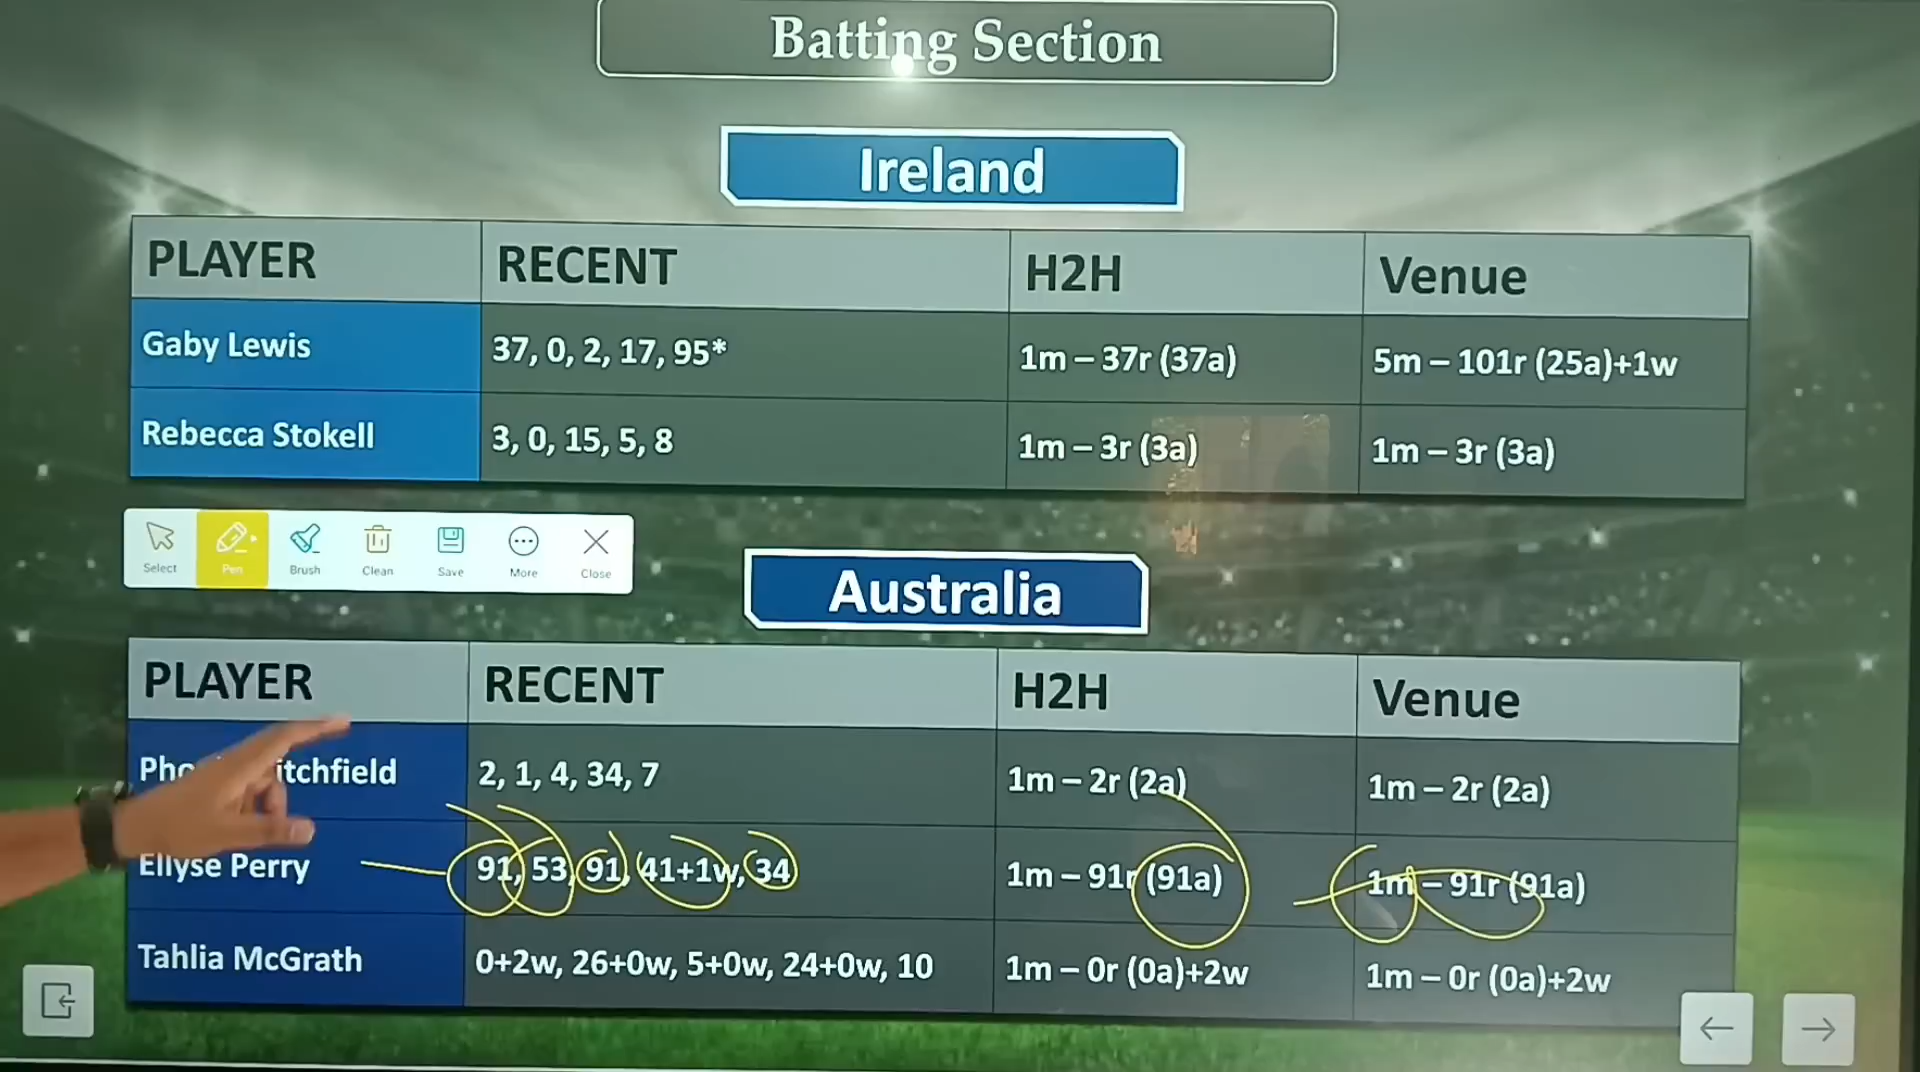 Batting Section
Ireland
PLAYER RECENT H2H Venue
Gaby Lewis 37, 0, 2, 17, 95* 1m – 37r (37a) 5m – 101r (25a)+1w
Rebecca Stokell 3, 0, 15, 5, 8 1m – 3r (3a) 1m – 3r (3a)
Select Pen Brush Clean Save More Close
Australia
PLAYER RECENT H2H Venue
2, 1, 4, 34, 7 1m – 2r (2a) 1m – 2r (2a)
Ellyse Perry 91, 53, 91, 41+1w, 34 1m – 91r (91a) 1m – 91r (91a)
Tahlia McGrath 0+2w, 26+0w, 5+0w, 24+0w, 10 1m – 0r (0a)+2w 1m – 0r (0a)+2w